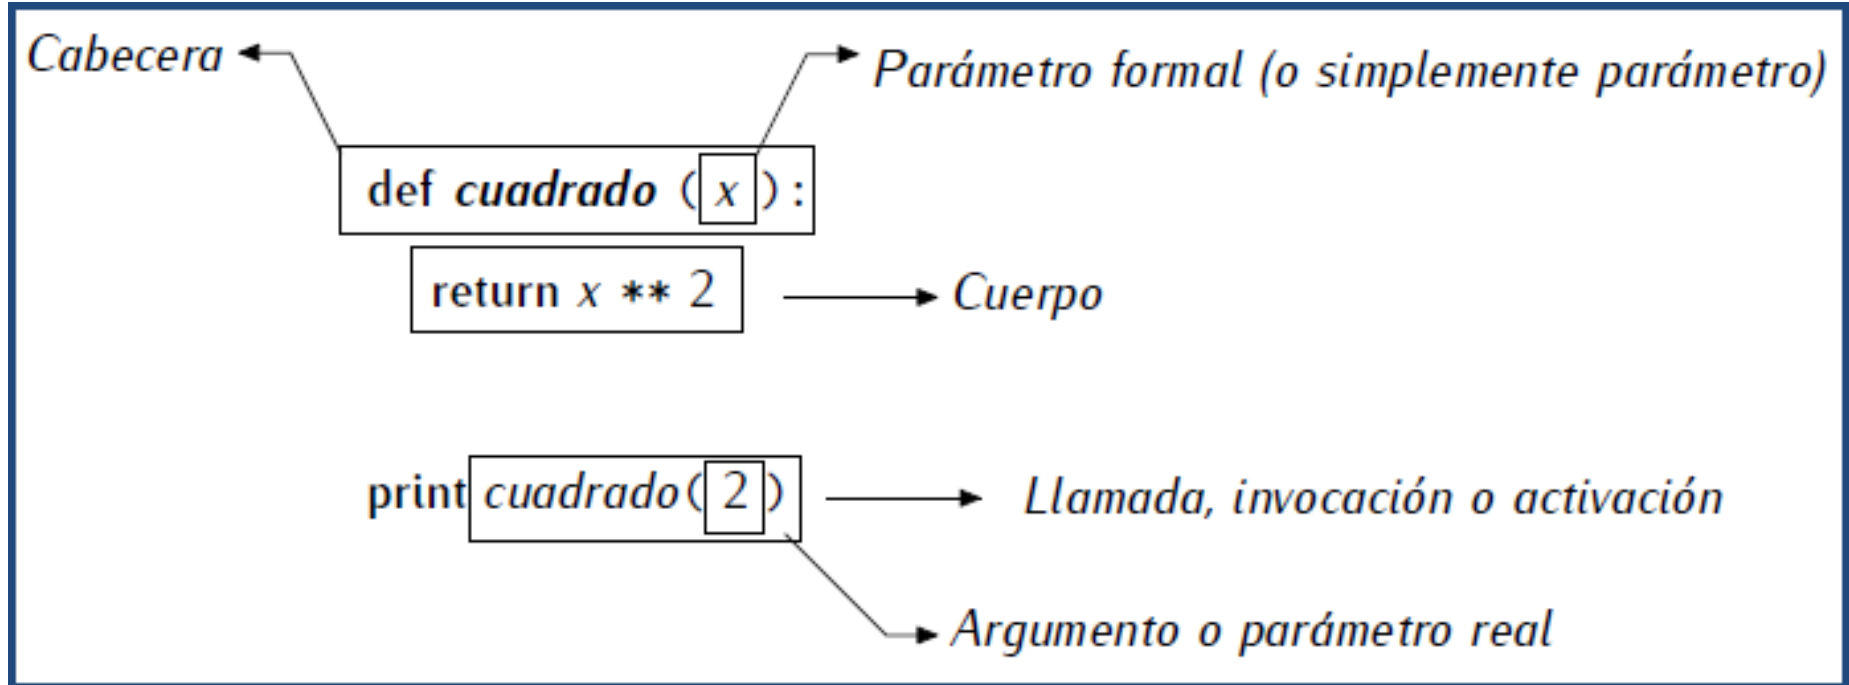 Cabecera
Parámetro formal (o simplemente parámetro)
def cuadrado (x):
return x ** 2
Cuerpo
print cuadrado(2)
Llamada, invocación o activación
Argumento o parámetro real